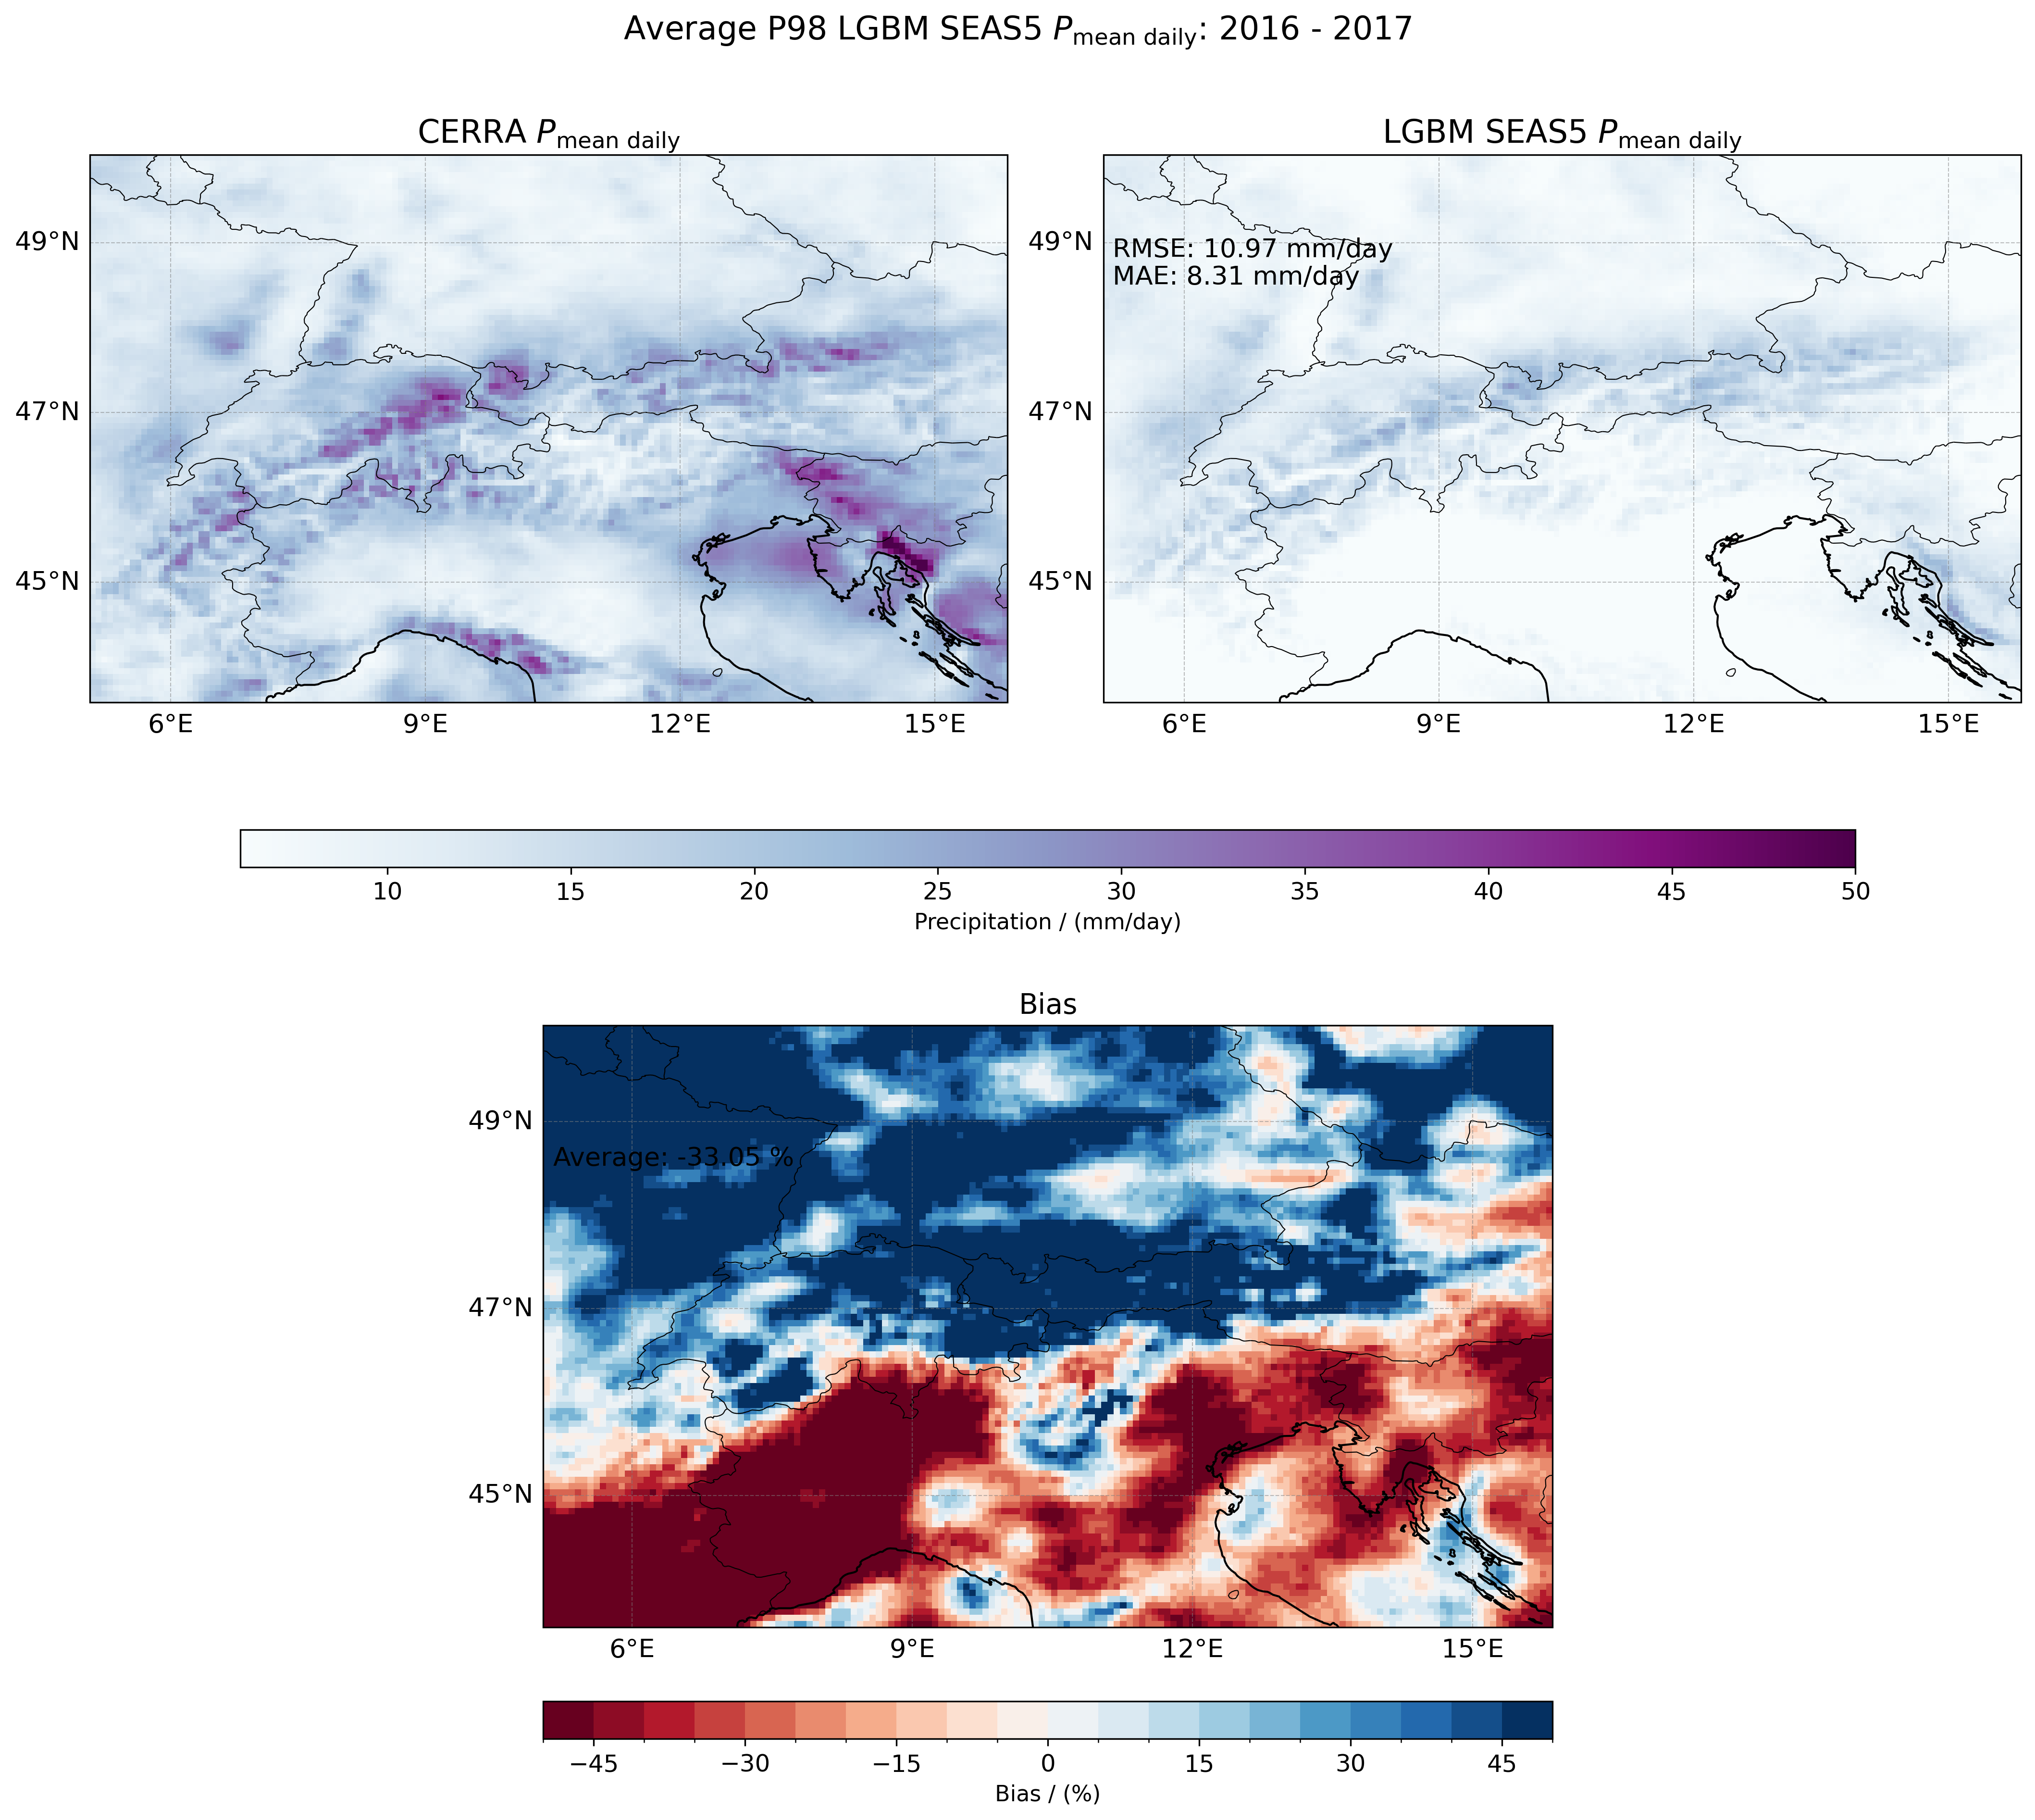 Average P98 LGBM SEAS5 P mean daily: 2016 - 2017
CERRA P mean daily
LGBM SEAS5 P mean daily
49°N
47°N
45°N
6°E 9°E 12°E 15°E
49°N
47°N
45°N
RMSE: 10.97 mm/day
MAE: 8.31 mm/day
6°E 9°E 12°E 15°E
10 15 20 25 30 35 40 45 50
Precipitation / (mm/day)
Bias
49°N
47°N
45°N
Average: -33.05 %
6°E 9°E 12°E 15°E
−45 −30 −15 0 15 30 45
Bias / (%)